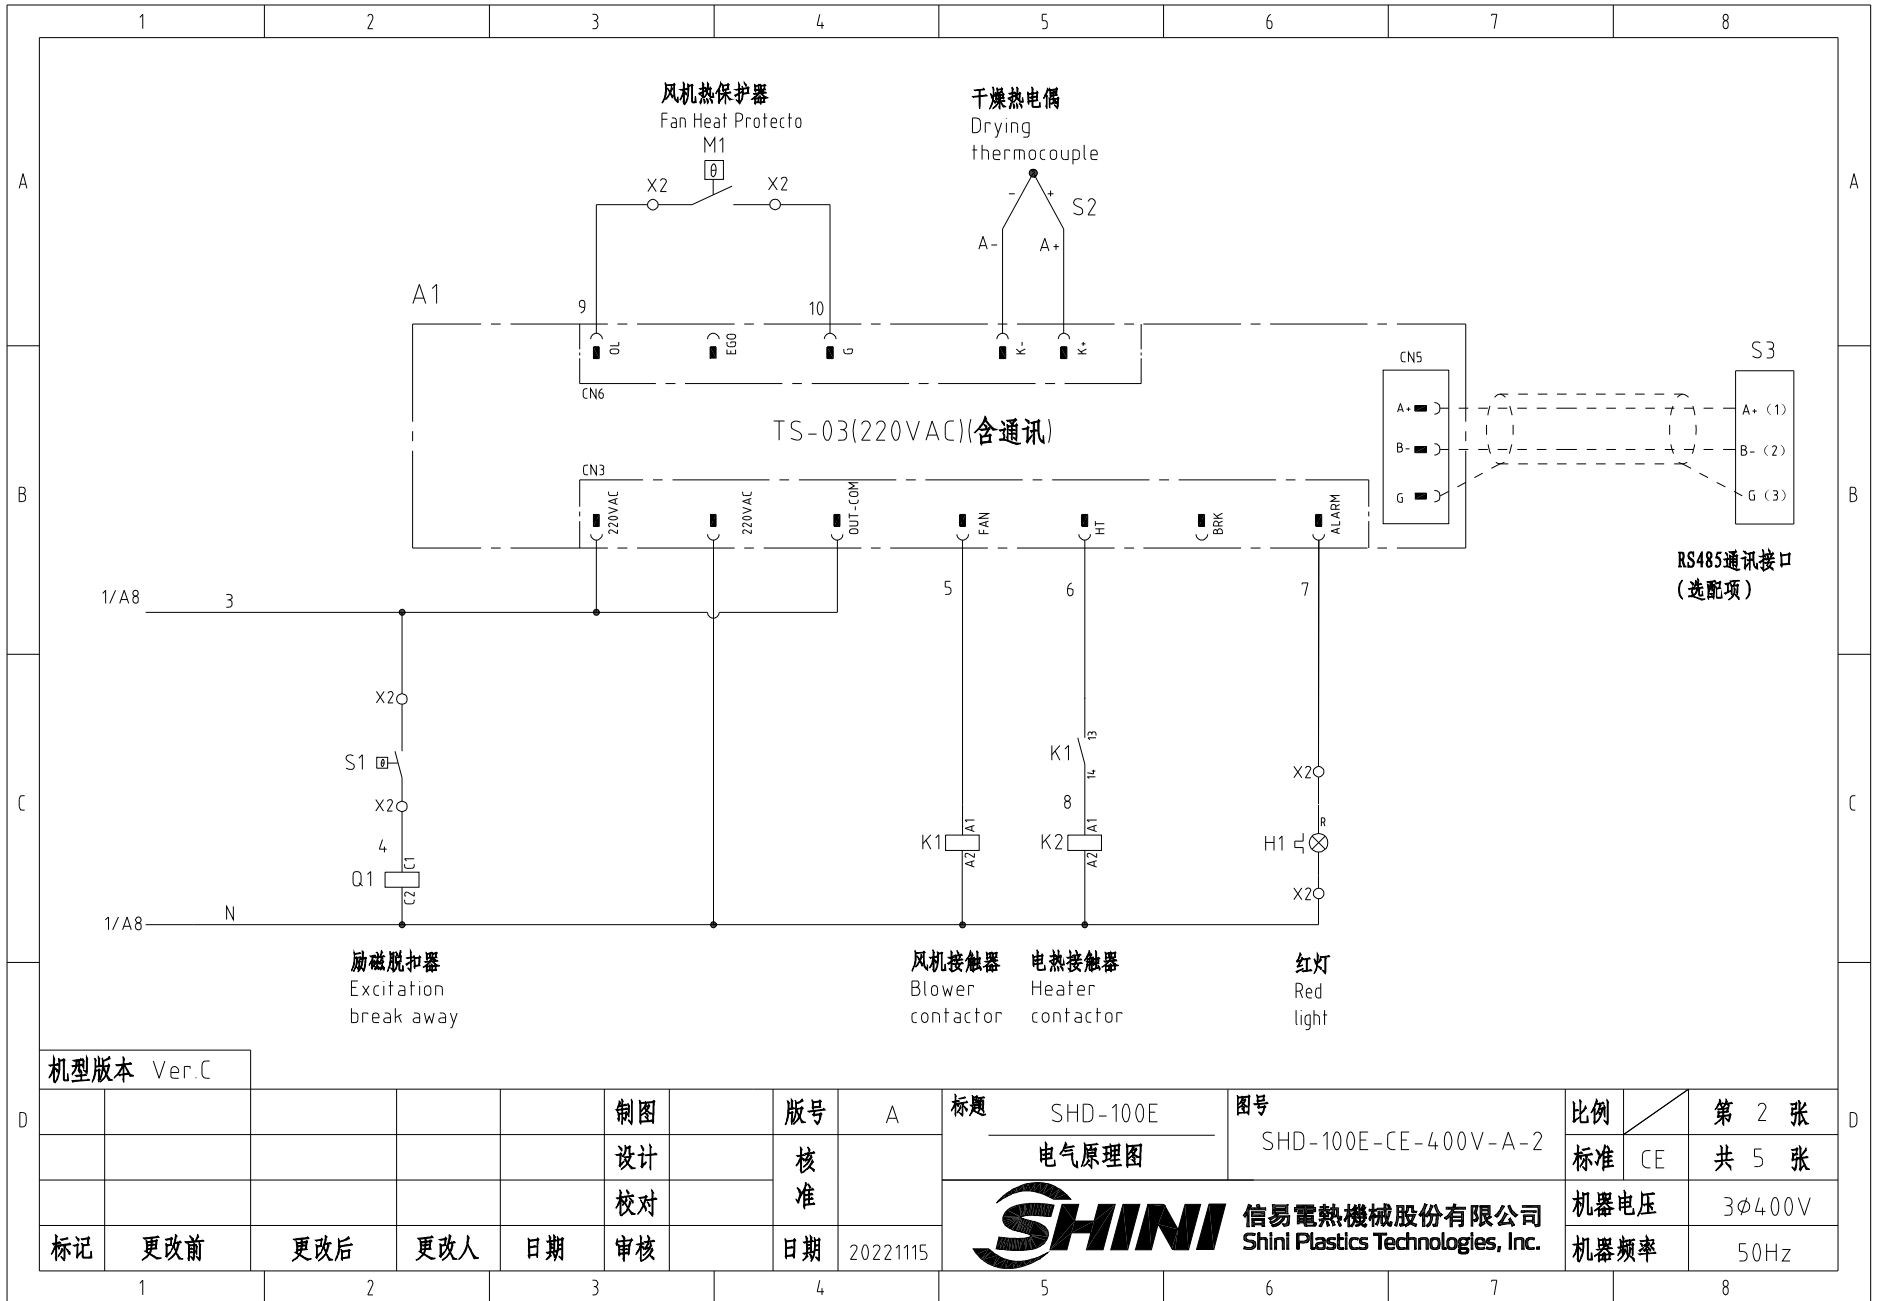 1 2 3 4 5 6 7 8
风机热保护器
Fan Heat Protecto
M1
θ
X2 X2
干燥热电偶
Drying
thermocouple
- +
S2
A- A+
A A
A1
9 10
OL EGO G K- K+
CN6
TS-03(220VAC)(含通讯)
CN5
S3
A+ A+ (1)
B- B- (2)
G G (3)
CN3
220VAC 220VAC OUT-COM FAN HT BRK ALARM
B B
RS485通讯接口
(选配项)
5 6 7
1/A8 3
X2
S1 θ
X2
4
Q1 C1 C2
K1 13 14
8
K1 A1 A2
K2 A1 A2
X2
R
H1
X2
C C
1/A8 N
励磁脱扣器
Excitation
break away
风机接触器
Blower
contactor
电热接触器
Heater
contactor
红灯
Red
light
机型版本 Ver.C
D D
制图 版号 A
设计 核准
校对
标记 更改前 更改后 更改人 日期 审核 日期 20221115
标题 SHD-100E
电气原理图
图号
SHD-100E-CE-400V-A-2
比例 第 2 张
标准 CE 共 5 张
机器电压 3φ400V
机器频率 50Hz
SHINI
信易電熱機械股份有限公司
Shini Plastics Technologies, Inc.
1 2 3 4 5 6 7 8